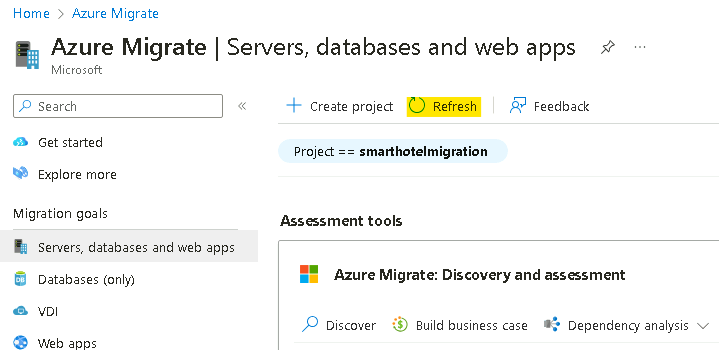 Home > Azure Migrate >
Azure Migrate | Servers, databases and web apps
Microsoft
Search
Get started
Explore more
Migration goals
Servers, databases and web apps
Databases (only)
VDI
Web apps
Create project
Refresh
Feedback
Project == smarthotelmigration
Assessment tools
Azure Migrate: Discovery and assessment
Discover
Build business case
Dependency analysis